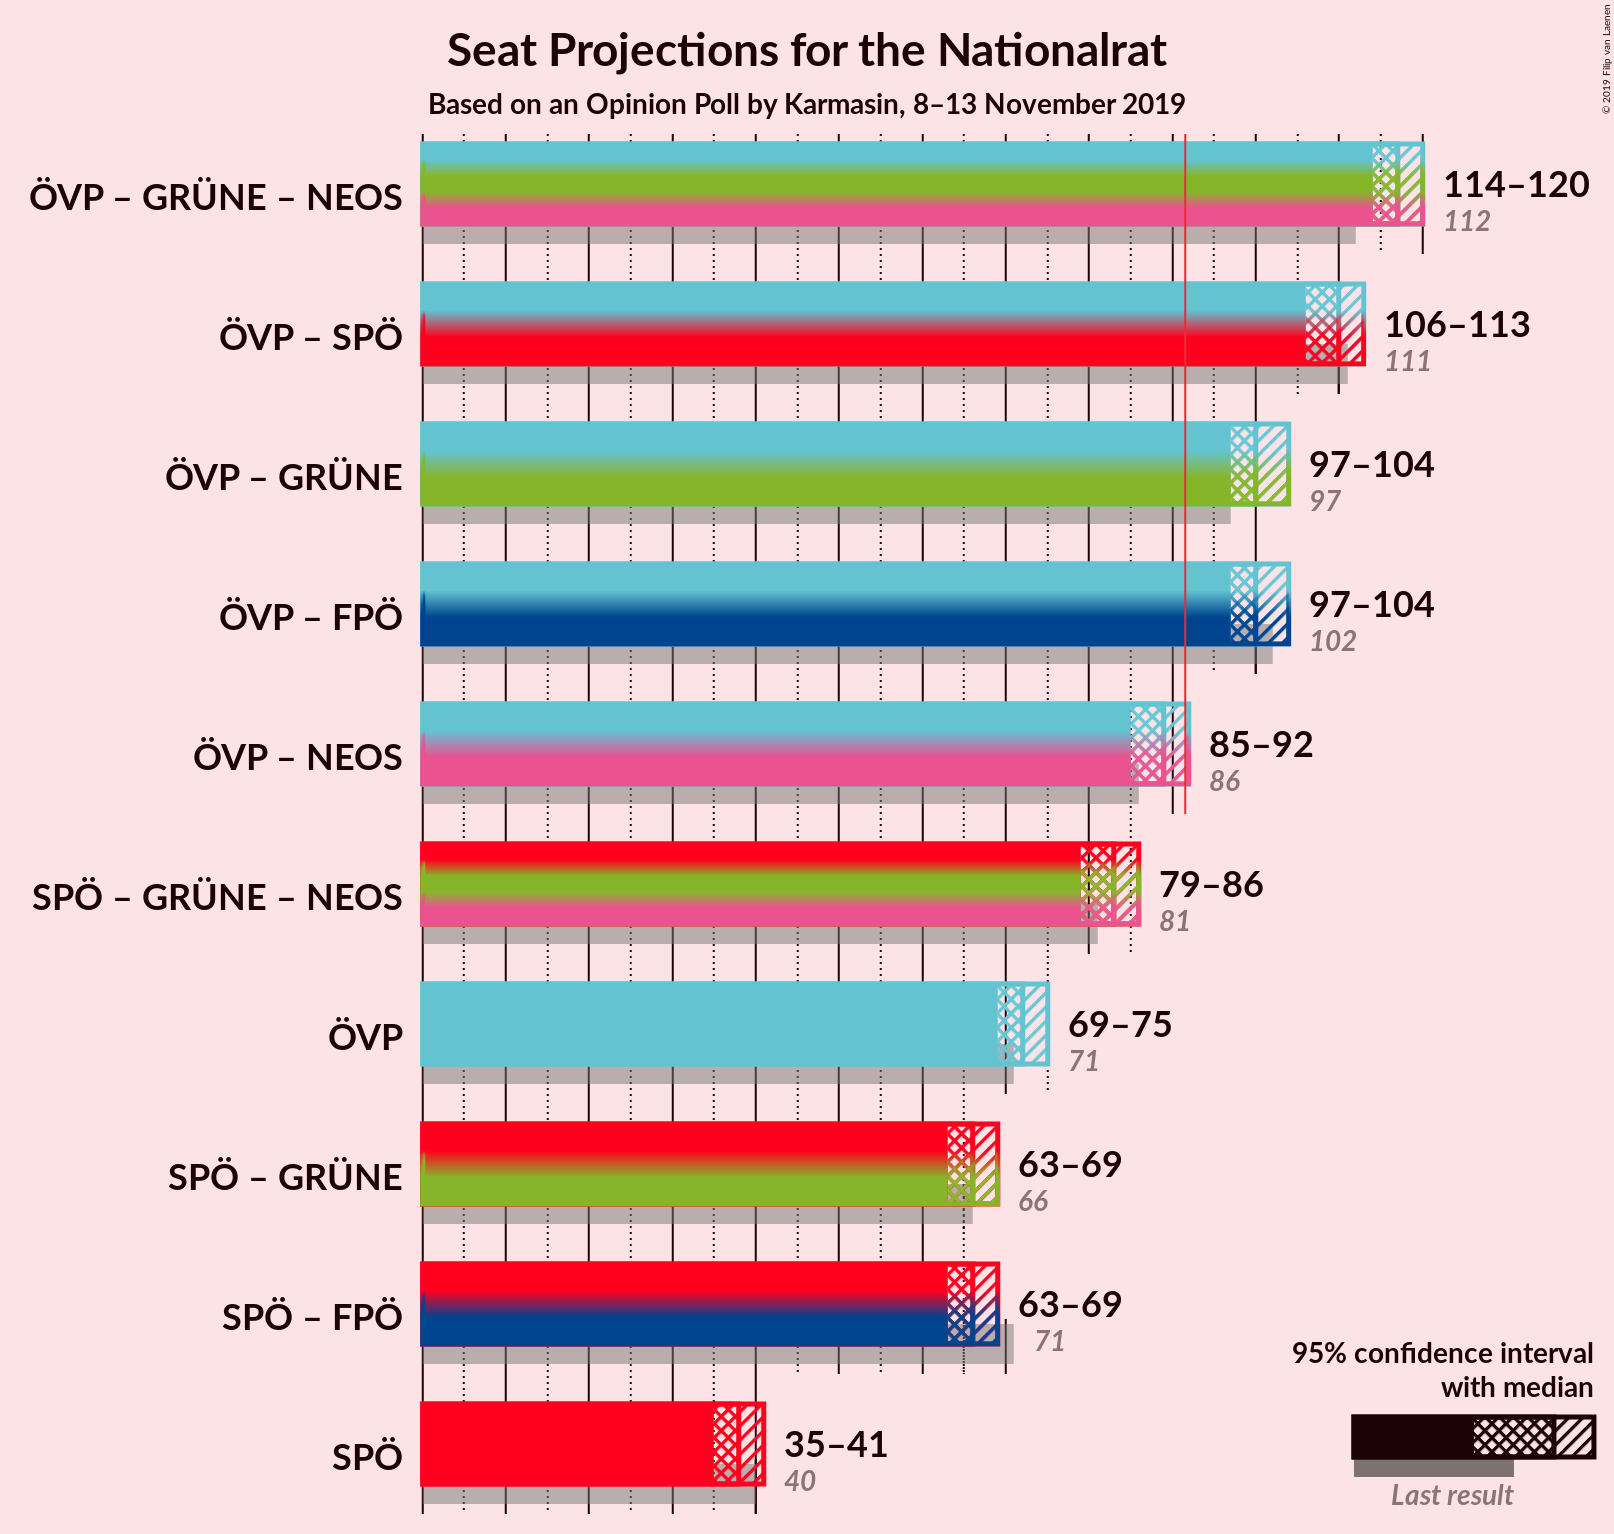 Seat Projections for the Nationalrat
Based on an Opinion Poll by Karmasin, 8–13 November 2019
© 2019 Filip van Laenen
ÖVP – GRÜNE – NEOS
114–120
112
ÖVP – SPÖ
106–113
111
ÖVP – GRÜNE
97–104
97
ÖVP – FPÖ
97–104
102
ÖVP – NEOS
85–92
86
SPÖ – GRÜNE – NEOS
79–86
81
ÖVP
69–75
71
SPÖ – GRÜNE
63–69
66
SPÖ – FPÖ
63–69
71
SPÖ
35–41
40
95% confidence interval
with median
Last result